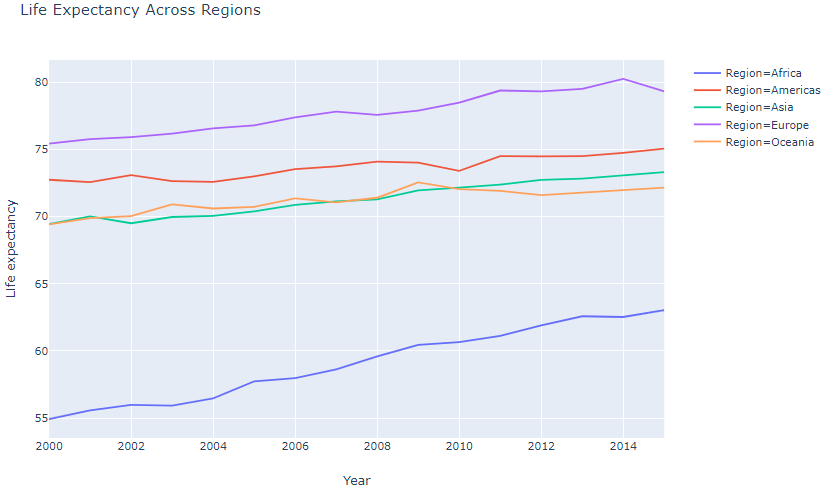 Life Expectancy Across Regions
Region=Africa
Region=Americas
Region=Asia
Region=Europe
Region=Oceania
LIfe expectancy
80
75
70
65
60
55
2000 2002 2004 2006 2008 2010 2012 2014
Year